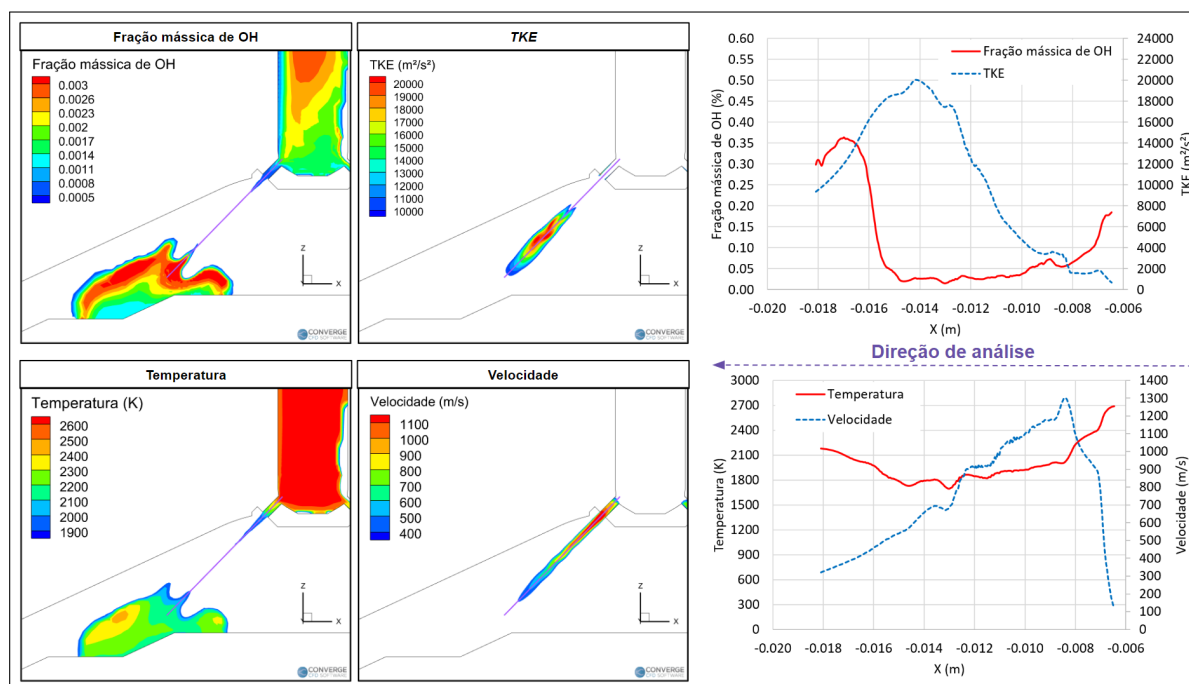 Fração mássica de OH
TKE
Fração mássica de OH
0.003
0.0026
0.0023
0.002
0.0017
0.0014
0.0011
0.0008
0.0005
z
x
CONVERGE
CFD SOFTWARE
TKE (m²/s²)
20000
19000
18000
17000
16000
15000
14000
13000
12000
11000
10000
z
x
CONVERGE
CFD SOFTWARE
Fração mássica de OH
TKE
Fração mássica de OH (%)
0.60
0.55
0.50
0.45
0.40
0.35
0.30
0.25
0.20
0.15
0.10
0.05
0.00
24000
22000
20000
18000
16000
14000
12000
10000
8000
6000
4000
2000
0
TKE (m²/s²)
-0.020 -0.018 -0.016 -0.014 -0.012 -0.010 -0.008 -0.006
X (m)
Direção de análise
Temperatura
Velocidade
Temperatura (K)
2600
2500
2400
2300
2200
2100
2000
1900
z
x
CONVERGE
CFD SOFTWARE
Velocidade (m/s)
1100
1000
900
800
700
600
500
400
z
x
CONVERGE
CFD SOFTWARE
Temperatura
Velocidade
Temperatura (K)
3000
2700
2400
2100
1800
1500
1200
900
600
300
0
1400
1300
1200
1100
1000
900
800
700
600
500
400
300
200
100
0
Velocidade (m/s)
-0.020 -0.018 -0.016 -0.014 -0.012 -0.010 -0.008 -0.006
X (m)